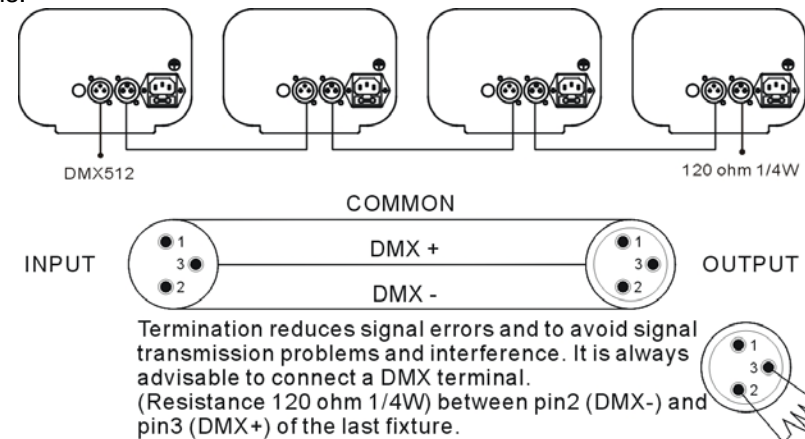 DMX512
120 ohm 1/4W
COMMON
INPUT
1
3
2
DMX +
DMX -
1
3
2
OUTPUT
Termination reduces signal errors and to avoid signal
transmission problems and interference. It is always
advisable to connect a DMX terminal.
(Resistance 120 ohm 1/4W) between pin2 (DMX-) and
pin3 (DMX+) of the last fixture.
1
3
2